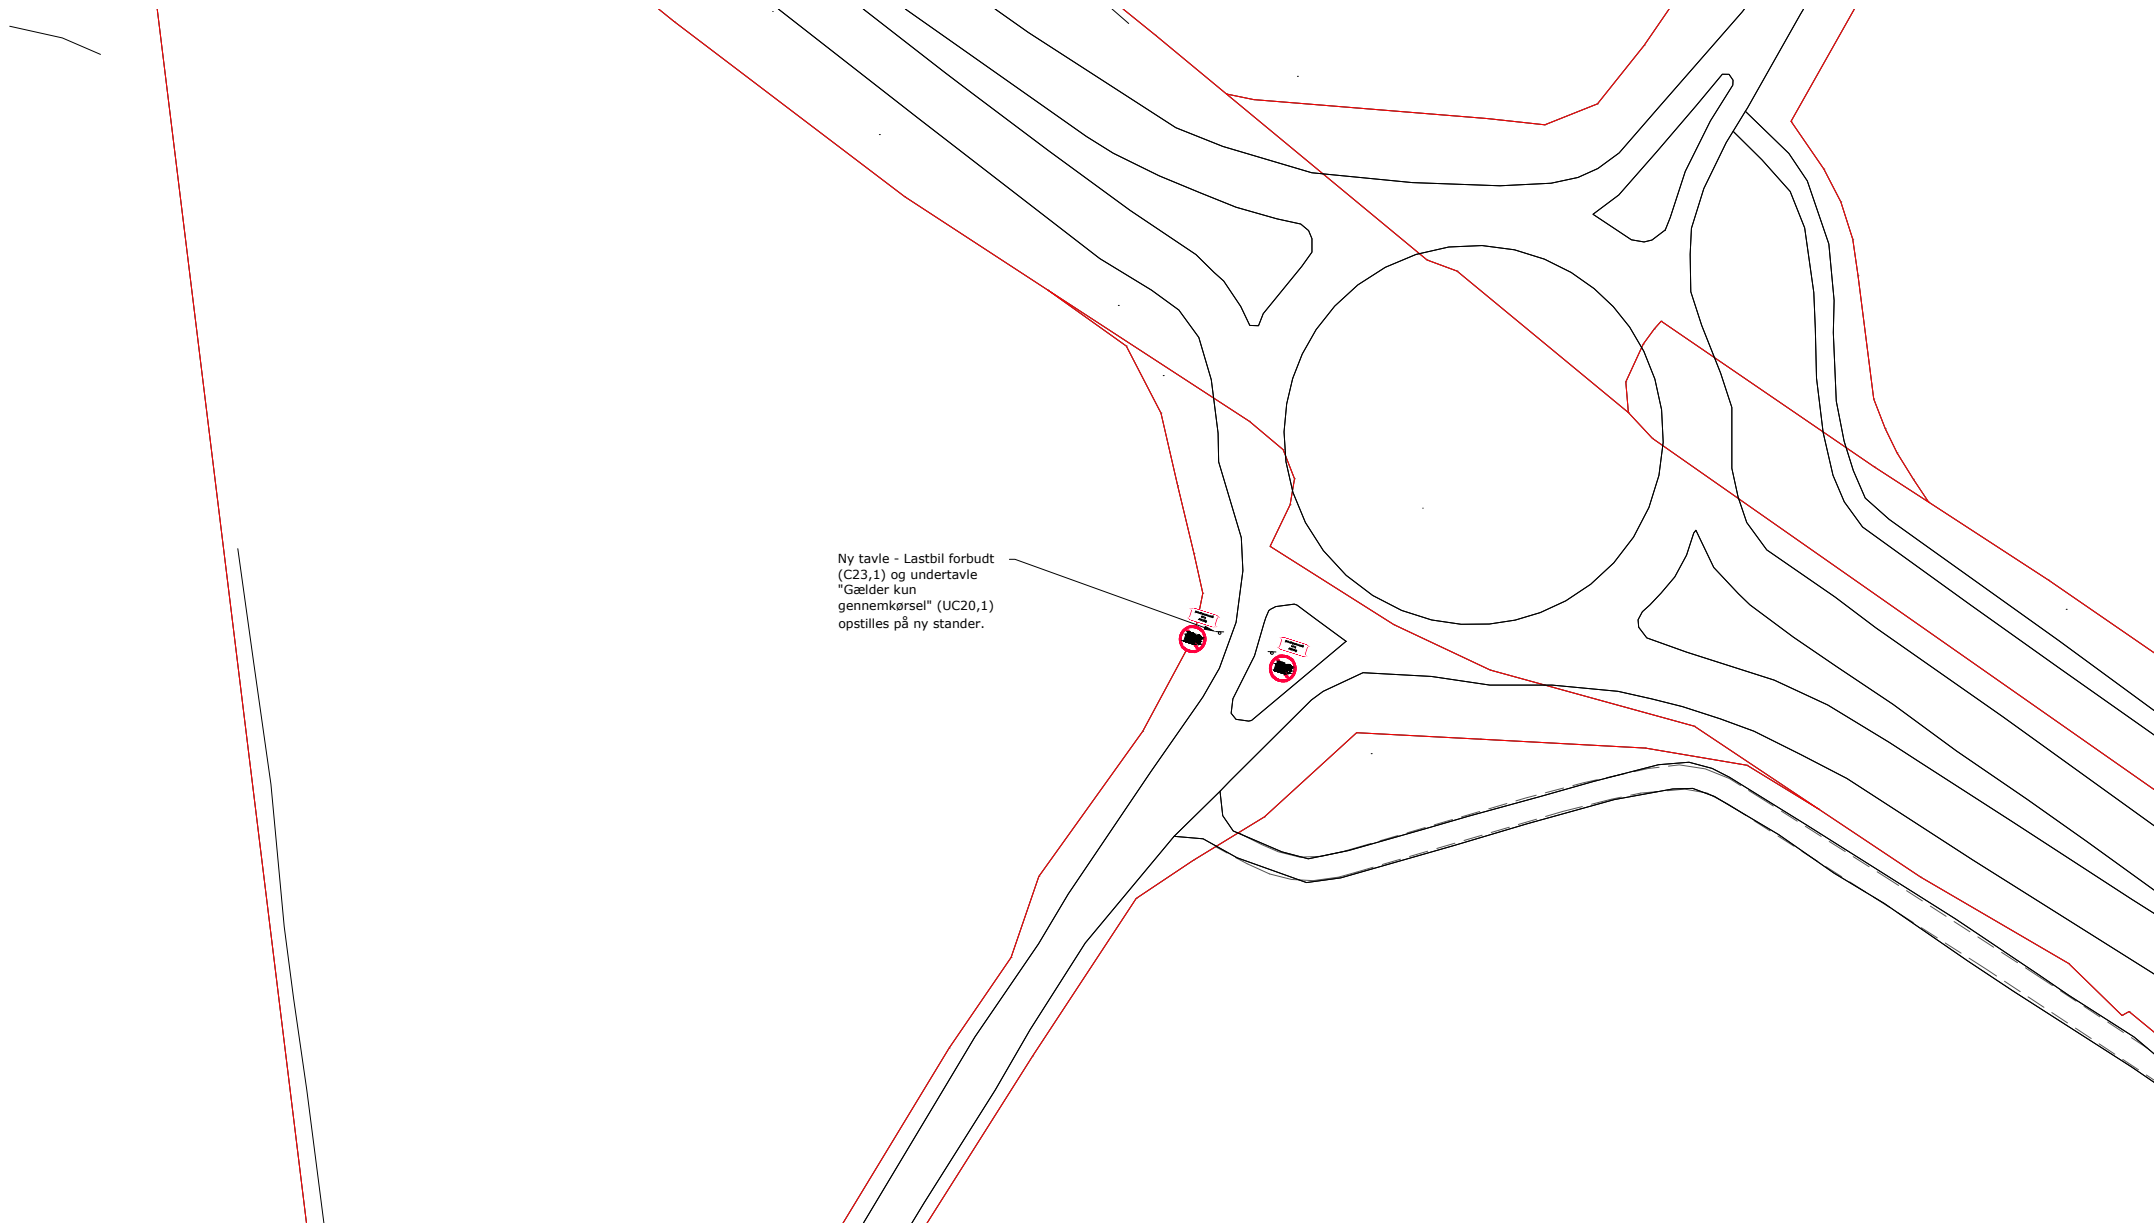 Ny tavle - Lastbil forbudt
(C23,1) og undertavle
"Gælder kun
gennemkørsel" (UC20,1)
opstilles på ny stander.